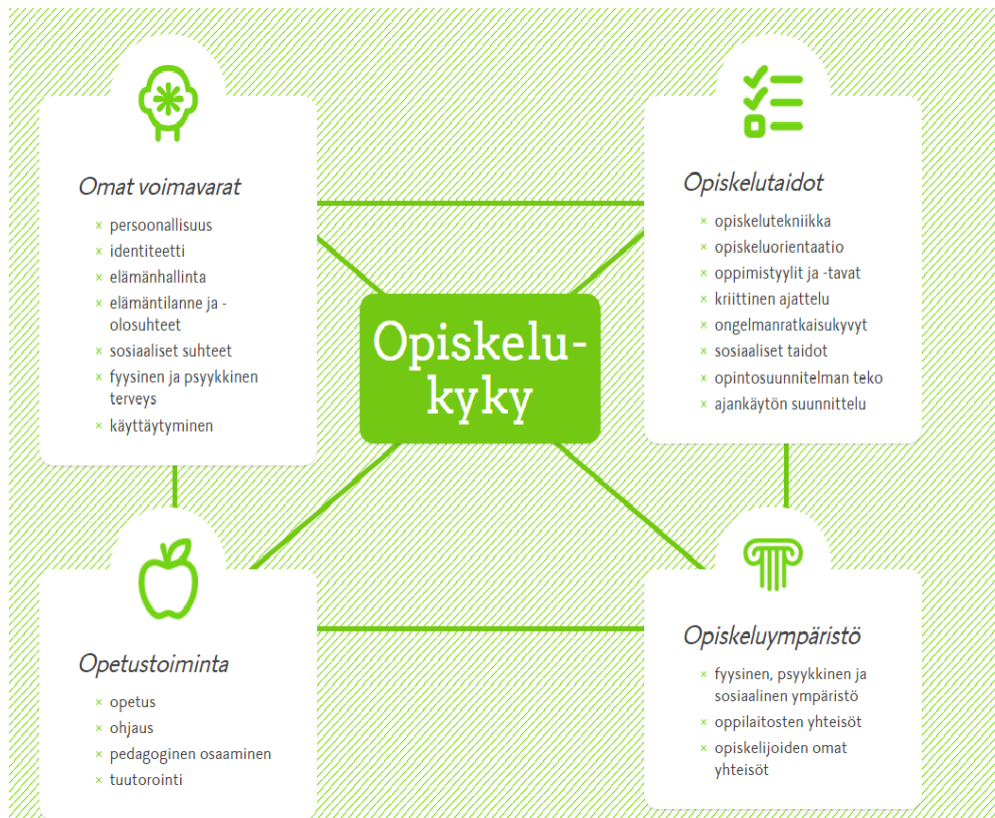 Omat voimavarat
× persoonallisuus
× identiteetti
× elämänhallinta
× elämäntilanne ja -
olosuhteet
× sosiaaliset suhteet
× fyysinen ja psyykkinen
terveys
× käyttäytyminen
Opiskelutaidot
× opiskelutekniikka
× opiskeluorientaatio
× oppimistyylit ja -tavat
× kriittinen ajattelu
× ongelmanratkaisukyvyt
× sosiaaliset taidot
× opintosuunnitelman teko
× ajankäytön suunnittelu
Opiskelu-
kyky
Opetustoiminta
× opetus
× ohjaus
× pedagoginen osaaminen
× tuutorointi
Opiskeluympäristö
× fyysinen, psyykkinen ja
sosiaalinen ympäristö
× oppilaitosten yhteisöt
× opiskelijoiden omat
yhteisöt